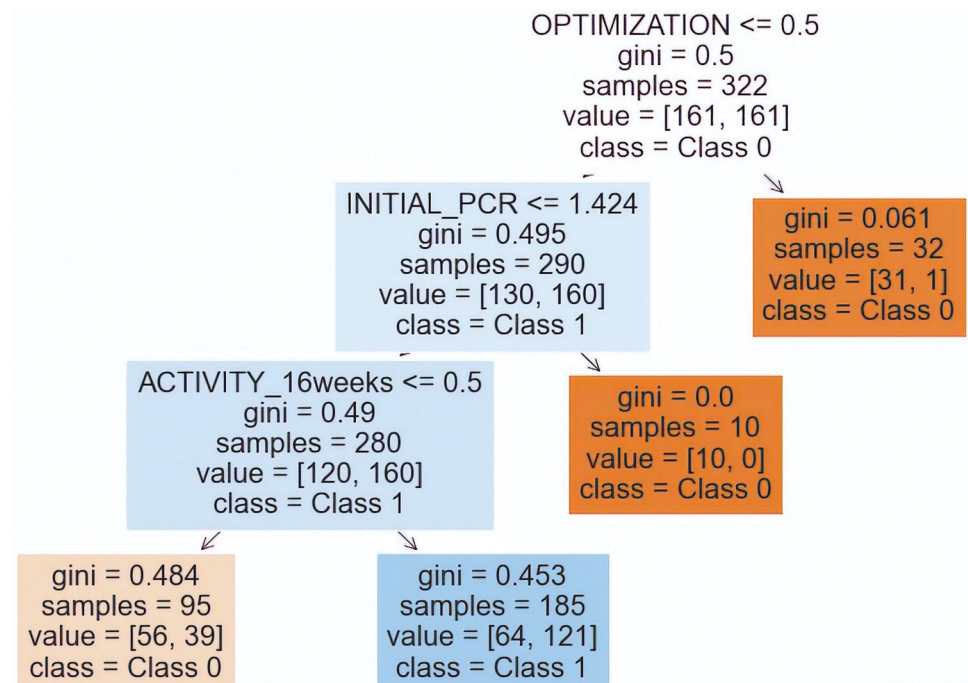 OPTIMIZATION <= 0.5
gini = 0.5
samples = 322
value = [161, 161]
class = Class 0
INITIAL_PCR <= 1.424
gini = 0.495
samples = 290
value = [130, 160]
class = Class 1
gini = 0.061
samples = 32
value = [31, 1]
class = Class 0
ACTIVITY_16weeks <= 0.5
gini = 0.49
samples = 280
value = [120, 160]
class = Class 1
gini = 0.0
samples = 10
value = [10, 0]
class = Class 0
gini = 0.484
samples = 95
value = [56, 39]
class = Class 0
gini = 0.453
samples = 185
value = [64, 121]
class = Class 1